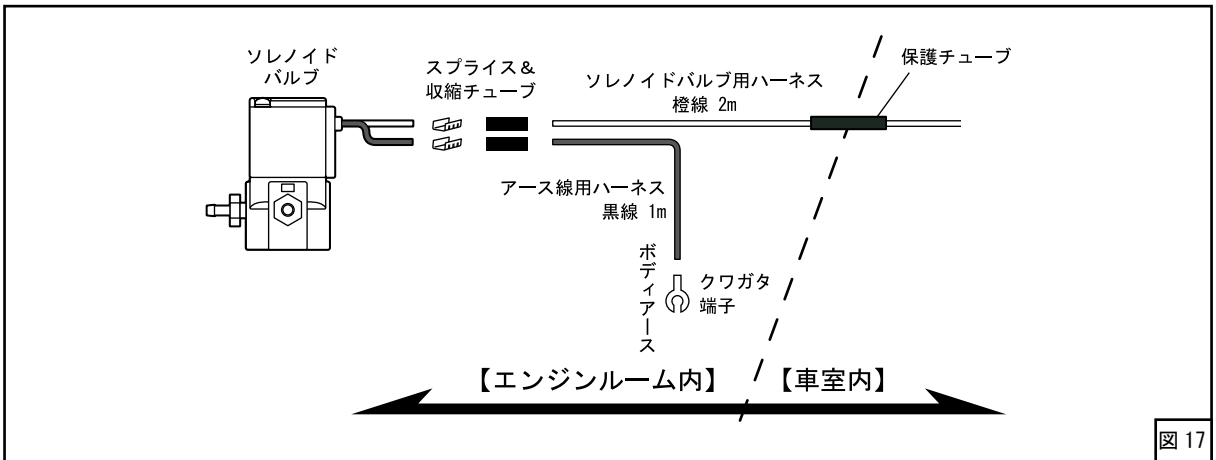 ソレノイド
バルブ
スプライス＆
収縮チューブ
ソレノイドバルブ用ハーネス
橙線 2m
保護チューブ
アース線用ハーネス
黒線 1m
ボディアース
クワガタ
端子
【エンジンルーム内】
【車室内】
図 17